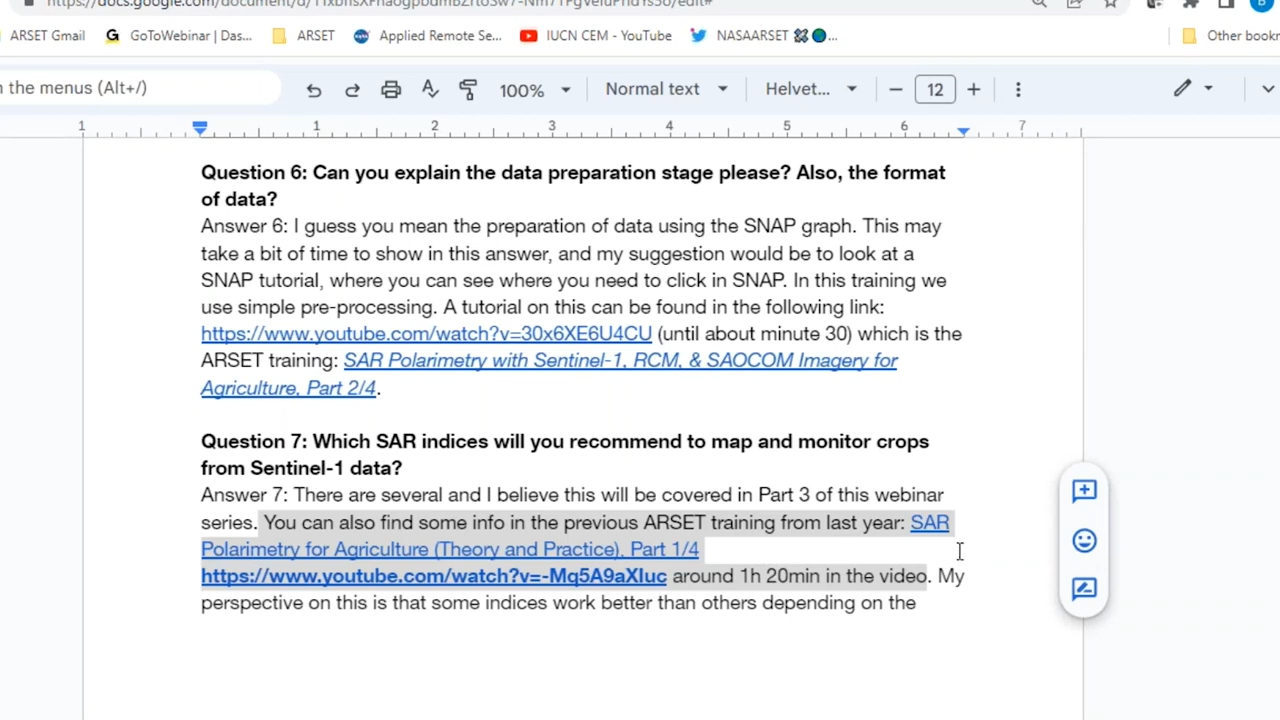 ARSET Gmail
GoToWebinar | Das...
ARSET
Applied Remote Se...
IUCN CEM - YouTube
NASAARSET
the menus (Alt+/)
100%
Normal text
Helvet...
12
1 1 2 3 4 5 6 7
Question 6: Can you explain the data preparation stage please? Also, the format
of data?
Answer 6: I guess you mean the preparation of data using the SNAP graph. This may
take a bit of time to show in this answer, and my suggestion would be to look at a
SNAP tutorial, where you can see where you need to click in SNAP. In this training we
use simple pre-processing. A tutorial on this can be found in the following link:
https://www.youtube.com/watch?v=30x6XE6U4CU (until about minute 30) which is the
ARSET training: SAR Polarimetry with Sentinel-1, RCM, & SAOCOM Imagery for
Agriculture, Part 2/4.
Question 7: Which SAR indices will you recommend to map and monitor crops
from Sentinel-1 data?
Answer 7: There are several and I believe this will be covered in Part 3 of this webinar
series. You can also find some info in the previous ARSET training from last year: SAR
Polarimetry for Agriculture (Theory and Practice), Part 1/4
https://www.youtube.com/watch?v=-Mq5A9aXluc around 1h 20min in the video. My
perspective on this is that some indices work better than others depending on the